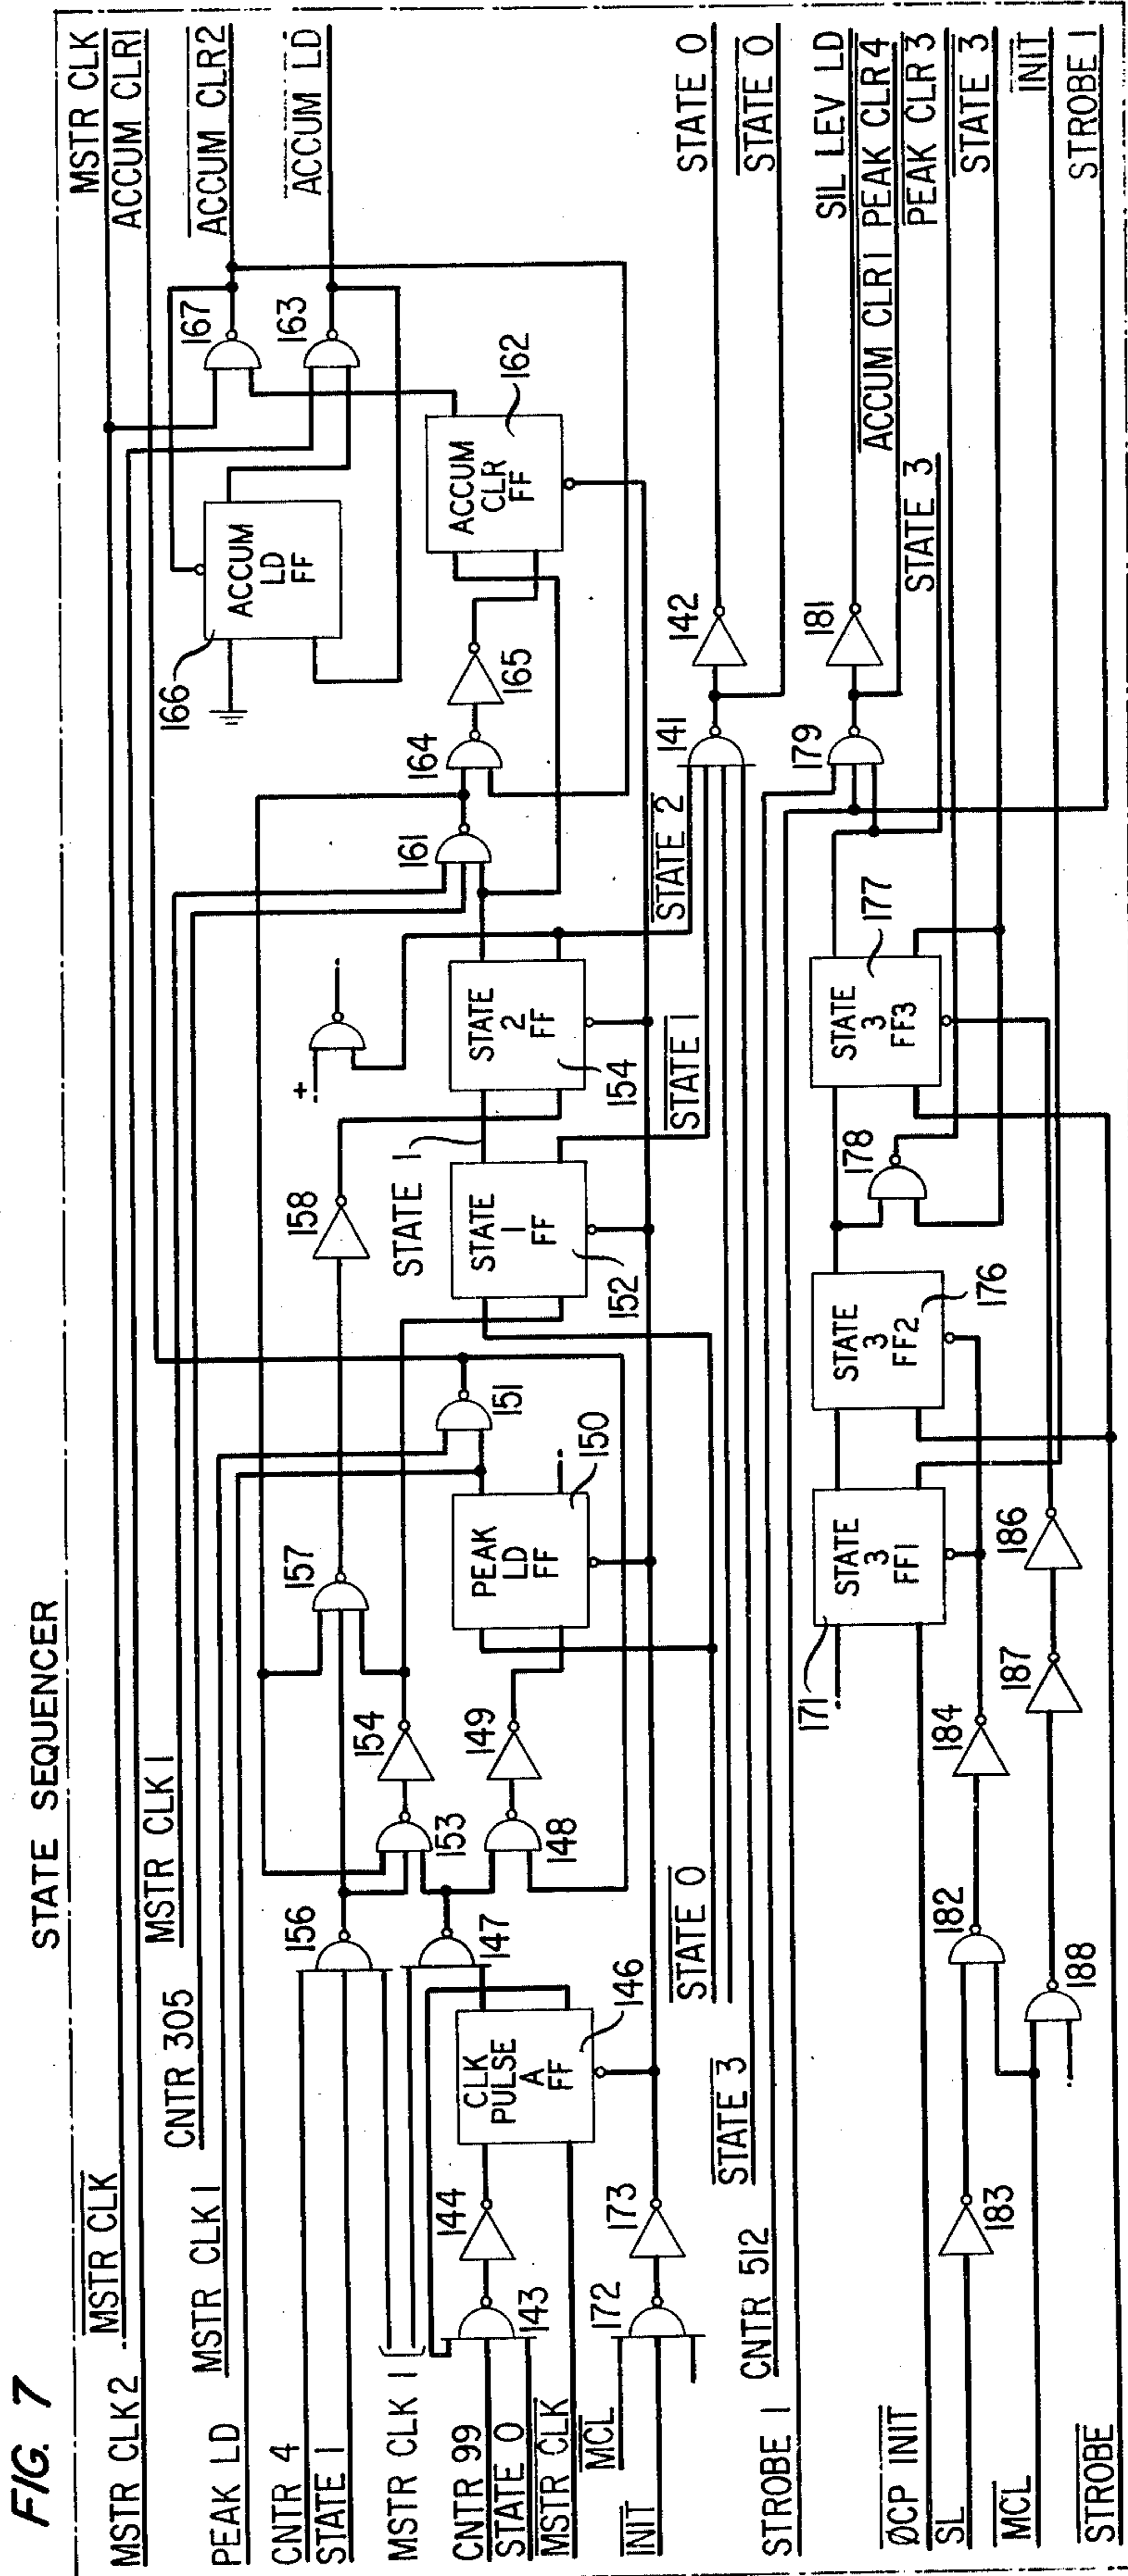 FIG. 7
STATE SEQUENCER
MSTR CLK2
MSTR CLK
PEAK LD
MSTR CLK 1
CNTR 305
MSTR CLK 1
CNTR 4
STATE 1
MSTR CLK 1
CNTR 99
STATE 0
MSTR CLK
MCL
INIT
STROBE 1
CNTR 512
STATE 3
STATE 0
ØCP INIT
SL
MCL
STROBE
143
144
CLK
PULSE
A
FF
146
147
156
153
154
148
149
157
172
173
PEAK
LD
FF
150
151
158
STATE 1
STATE
1
FF
152
STATE 1
STATE
2
FF
154
STATE 2
+
161
164
165
166
ACCUM
LD
FF
ACCUM
CLR
FF
162
167
163
141
142
183
182
184
188
187
186
171
STATE
3
FF1
STATE
3
FF2
176
178
STATE
3
FF3
177
179
181
STATE 3
MSTR CLK
ACCUM CLR1
ACCUM CLR2
ACCUM LD
STATE 0
STATE 0
SIL LEV LD
ACCUM CLR1 PEAK CLR4
PEAK CLR 3
STATE 3
INIT
STROBE 1